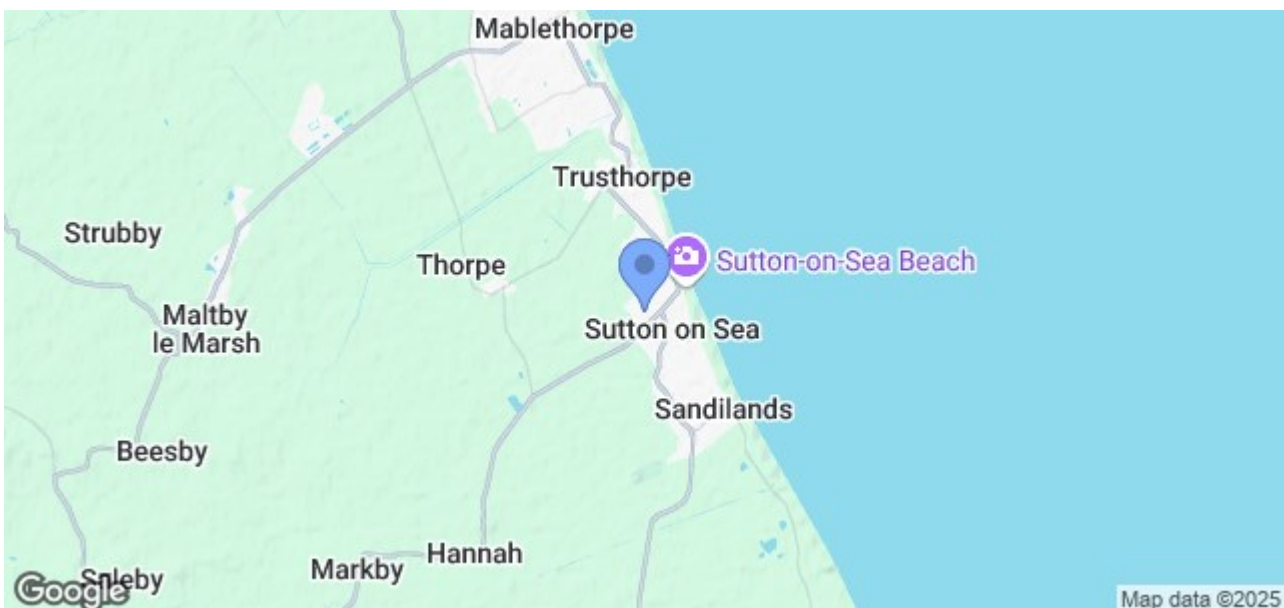 Mablethorpe
Trusthorpe
Strubby
Thorpe
Sutton-on-Sea Beach
Maltby
le Marsh
Sutton on Sea
Sandilands
Beesby
Hannah
Markby
Google
Map data ©2025